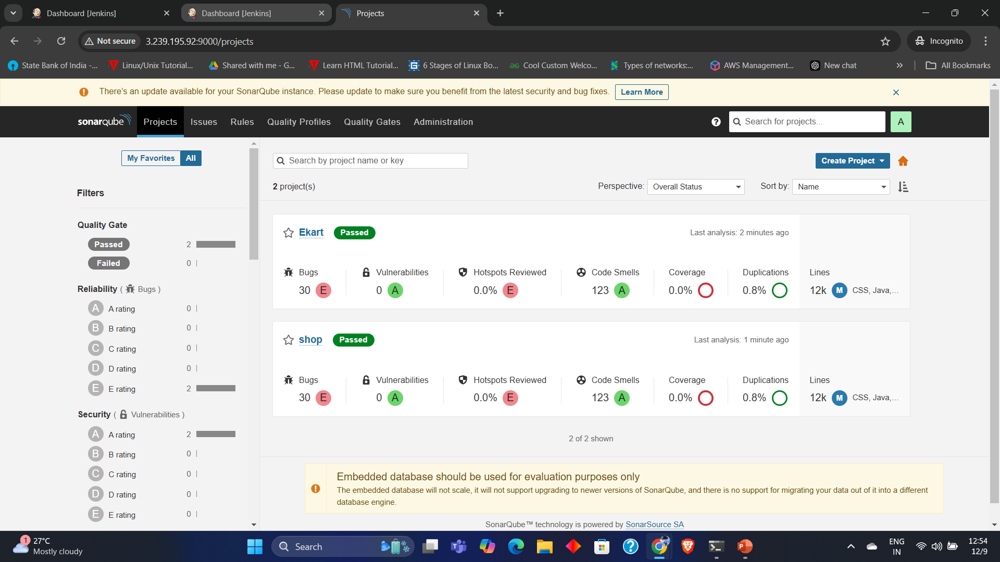 Dashboard [Jenkins]
Dashboard [Jenkins]
Projects
Not secure
3.239.195.92:9000/projects
Incognito
State Bank of India -...
Linux/Unix Tutorial...
Shared with me - G...
Learn HTML Tutorial...
6 Stages of Linux Bo...
Cool Custom Welco...
Types of networks:...
AWS Management...
New chat
All Bookmarks
There's an update available for your SonarQube instance. Please update to make sure you benefit from the latest security and bug fixes.
Learn More
sonarqube
Projects
Issues
Rules
Quality Profiles
Quality Gates
Administration
Search for projects...
A
My Favorites
All
Filters
Quality Gate
Passed 2
Failed 0
Reliability ( Bugs )
A A rating 0
B B rating 0
C C rating 0
D D rating 0
E E rating 2
Security ( Vulnerabilities )
A A rating 2
B B rating 0
C C rating 0
D D rating 0
E E rating 0
Search by project name or key
Create Project
2 project(s)
Perspective: Overall Status
Sort by: Name
Ekart Passed
Last analysis: 2 minutes ago
Bugs Vulnerabilities Hotspots Reviewed Code Smells Coverage Duplications Lines
30 E 0 A 0.0% E 123 A 0.0% 0.8% 12k M CSS, Java,...
shop Passed
Last analysis: 1 minute ago
Bugs Vulnerabilities Hotspots Reviewed Code Smells Coverage Duplications Lines
30 E 0 A 0.0% E 123 A 0.0% 0.8% 12k M CSS, Java,...
2 of 2 shown
Embedded database should be used for evaluation purposes only
The embedded database will not scale, it will not support upgrading to newer versions of SonarQube, and there is no support for migrating your data out of it into a different
database engine.
SonarQube™ technology is powered by SonarSource SA
1
27°C
Mostly cloudy
Search
ENG
IN
12:54
12/9